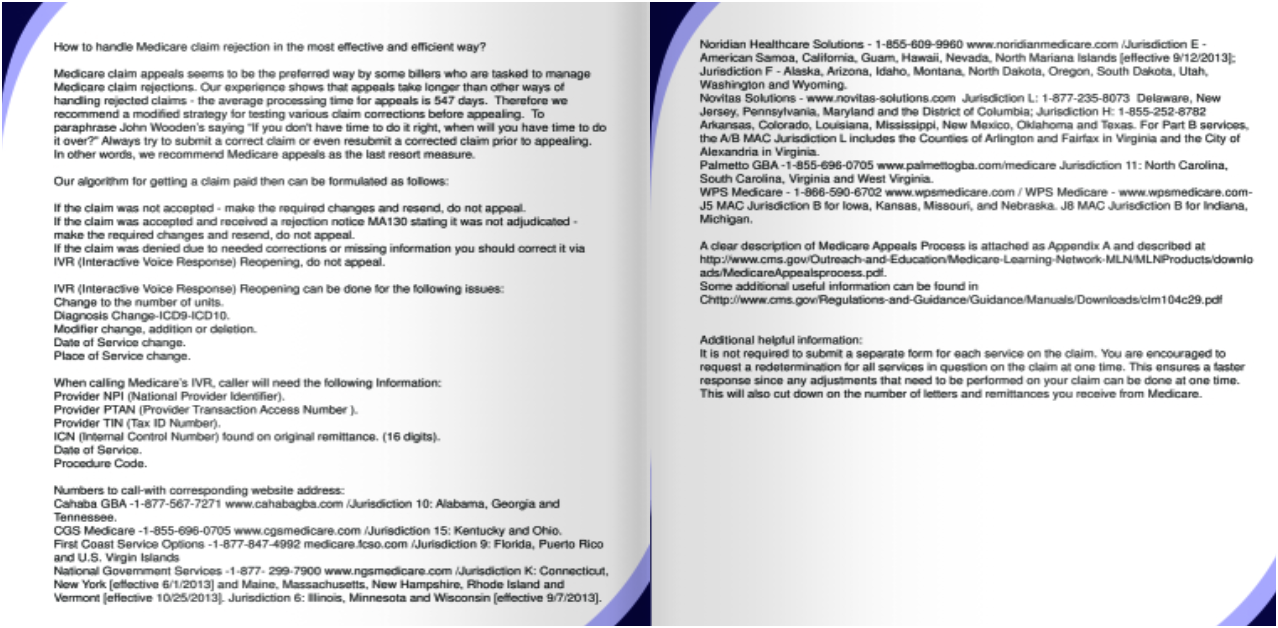 How to handle Medicare claim rejection in the most effective and efficient way?
Medicare claim appeals seems to be the preferred way by some billers who are tasked to manage
Medicare claim rejections. Our experience shows that appeals take longer than other ways of
handling rejected claims - the average processing time for appeals is 547 days.  Therefore we
recommend a modified strategy for testing various claim corrections before appealing.  To
paraphrase John Wooden's saying "If you don't have time to do it right, when will you have time to do
it over?" Always try to submit a correct claim or even resubmit a corrected claim prior to appealing.
In other words, we recommend Medicare appeals as the last resort measure.
Our algorithm for getting a claim paid then can be formulated as follows:
If the claim was not accepted - make the required changes and resend, do not appeal.
If the claim was accepted and received a rejection notice MA130 stating it was not adjudicated -
make the required changes and resend, do not appeal.
If the claim was denied due to needed corrections or missing information you should correct it via
IVR (Interactive Voice Response) Reopening, do not appeal.
IVR (Interactive Voice Response) Reopening can be done for the following issues:
Change to the number of units.
Diagnosis Change-ICD9-ICD10.
Modifier change, addition or deletion.
Date of Service change.
Place of Service change.
When calling Medicare's IVR, caller will need the following Information:
Provider NPI (National Provider Identifier).
Provider PTAN (Provider Transaction Access Number ).
Provider TIN (Tax ID Number).
ICN (Internal Control Number) found on original remittance. (16 digits).
Date of Service.
Procedure Code.
Numbers to call-with corresponding website address:
Cahaba GBA -1-877-567-7271 www.cahabagba.com /Jurisdiction 10: Alabama, Georgia and
Tennessee.
CGS Medicare -1-855-696-0705 www.cgsmedicare.com /Jurisdiction 15: Kentucky and Ohio.
First Coast Service Options -1-877-847-4992 medicare.fcso.com /Jurisdiction 9: Florida, Puerto Rico
and U.S. Virgin Islands
National Government Services -1-877- 299-7900 www.ngsmedicare.com /Jurisdiction K: Connecticut,
New York [effective 6/1/2013] and Maine, Massachusetts, New Hampshire, Rhode Island and
Vermont [effective 10/25/2013]. Jurisdiction 6: Illinois, Minnesota and Wisconsin [effective 9/7/2013].
Noridian Healthcare Solutions - 1-855-609-9960 www.noridianmedicare.com /Jurisdiction E -
American Samoa, California, Guam, Hawaii, Nevada, North Mariana Islands [effective 9/12/2013];
Jurisdiction F - Alaska, Arizona, Idaho, Montana, North Dakota, Oregon, South Dakota, Utah,
Washington and Wyoming.
Novitas Solutions - www.novitas-solutions.com  Jurisdiction L: 1-877-235-8073  Delaware, New
Jersey, Pennsylvania, Maryland and the District of Columbia; Jurisdiction H: 1-855-252-8782
Arkansas, Colorado, Louisiana, Mississippi, New Mexico, Oklahoma and Texas. For Part B services,
the A/B MAC Jurisdiction L includes the Counties of Arlington and Fairfax in Virginia and the City of
Alexandria in Virginia.
Palmetto GBA -1-855-696-0705 www.palmettogba.com/medicare Jurisdiction 11: North Carolina,
South Carolina, Virginia and West Virginia.
WPS Medicare - 1-866-590-6702 www.wpsmedicare.com / WPS Medicare - www.wpsmedicare.com-
J5 MAC Jurisdiction B for Iowa, Kansas, Missouri, and Nebraska. J8 MAC Jurisdiction B for Indiana,
Michigan.
A clear description of Medicare Appeals Process is attached as Appendix A and described at
http://www.cms.gov/Outreach-and-Education/Medicare-Learning-Network-MLN/MLNProducts/downlo
ads/MedicareAppealsprocess.pdf.
Some additional useful information can be found in
Chttp://www.cms.gov/Regulations-and-Guidance/Guidance/Manuals/Downloads/clm104c29.pdf
Additional helpful information:
It is not required to submit a separate form for each service on the claim. You are encouraged to
request a redetermination for all services in question on the claim at one time. This ensures a faster
response since any adjustments that need to be performed on your claim can be done at one time.
This will also cut down on the number of letters and remittances you receive from Medicare.